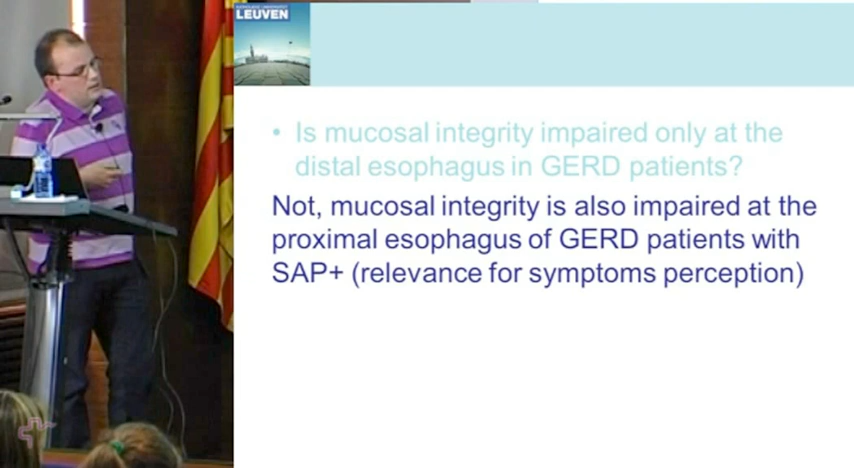 LEUVEN
• Is mucosal integrity impaired only at the
distal esophagus in GERD patients?
Not, mucosal integrity is also impaired at the
proximal esophagus of GERD patients with
SAP+ (relevance for symptoms perception)